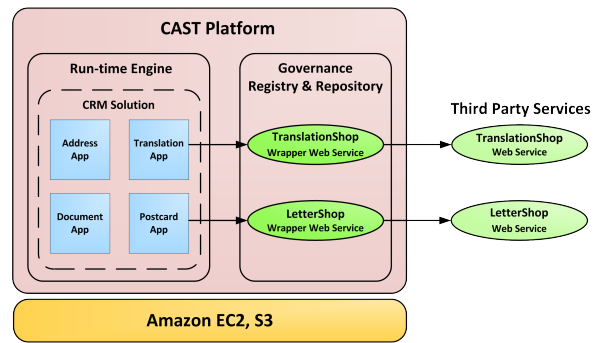 CAST Platform
Run-time Engine
CRM Solution
Address
App
Translation
App
Document
App
Postcard
App
Governance
Registry & Repository
TranslationShop
Wrapper Web Service
LetterShop
Wrapper Web Service
Third Party Services
TranslationShop
Web Service
LetterShop
Web Service
Amazon EC2, S3